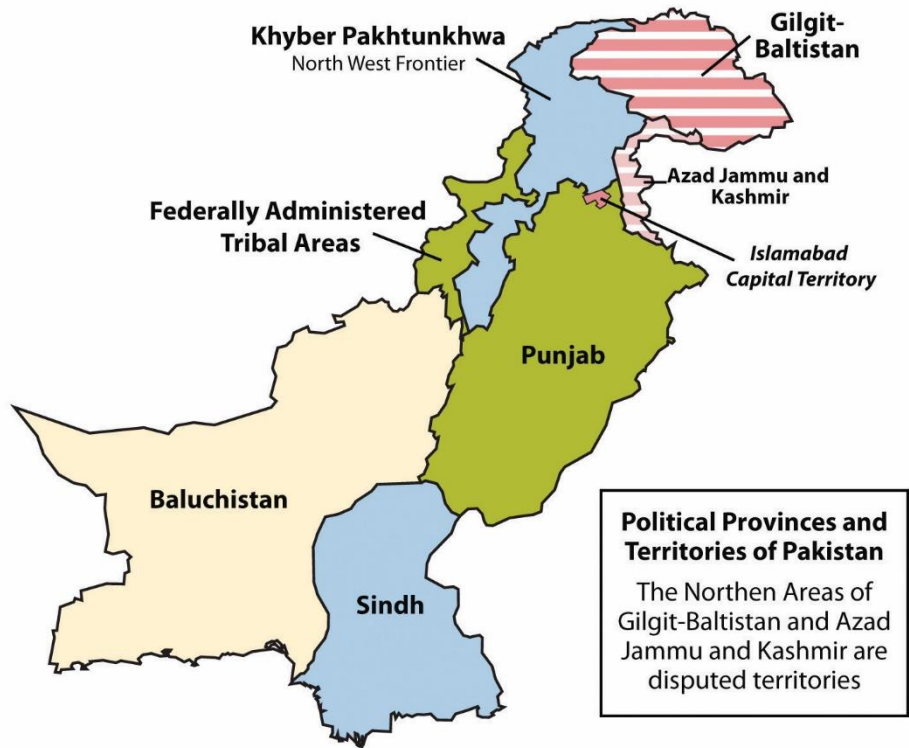 Gilgit-
Baltistan
Khyber Pakhtunkhwa
North West Frontier
Azad Jammu and
Kashmir
Federally Administered
Tribal Areas
Islamabad
Capital Territory
Punjab
Baluchistan
Sindh
Political Provinces and
Territories of Pakistan
The Northen Areas of
Gilgit-Baltistan and Azad
Jammu and Kashmir are
disputed territories